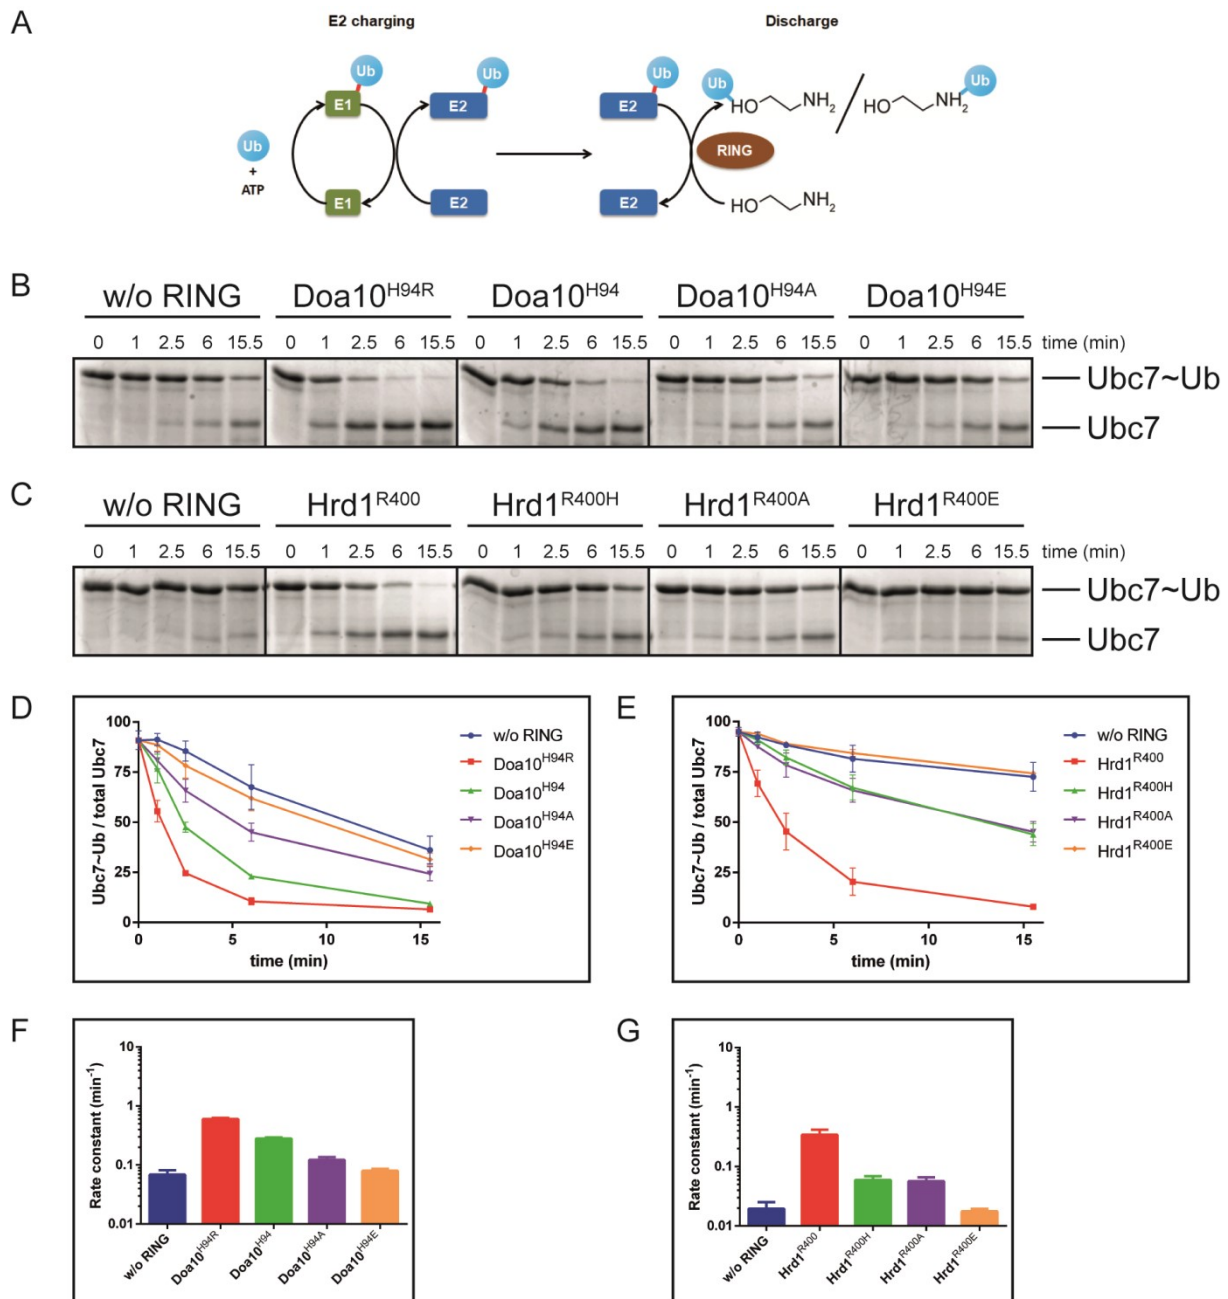 A
E2 charging
Discharge
Ub
Ub
Ub
Ub
Ub
E1
E2
E2
HO NH2 / HO NH2
Ub
+
ATP
RING
E1
E2
E2
HO NH2
B
w/o RING Doa10H94R Doa10H94 Doa10H94A Doa10H94E
0 1 2.5 6 15.5 0 1 2.5 6 15.5 0 1 2.5 6 15.5 0 1 2.5 6 15.5 0 1 2.5 6 15.5 time (min)
Ubc7~Ub
Ubc7
C
w/o RING Hrd1R400 Hrd1R400H Hrd1R400A Hrd1R400E
0 1 2.5 6 15.5 0 1 2.5 6 15.5 0 1 2.5 6 15.5 0 1 2.5 6 15.5 0 1 2.5 6 15.5 time (min)
Ubc7~Ub
Ubc7
D
Ubc7~Ub / total Ubc7
100
75
50
25
0
0 5 10 15
time (min)
w/o RING
Doa10H94R
Doa10H94
Doa10H94A
Doa10H94E
E
Ubc7~Ub / total Ubc7
100
75
50
25
0
0 5 10 15
time (min)
w/o RING
Hrd1R400
Hrd1R400H
Hrd1R400A
Hrd1R400E
F
Rate constant (min-1)
10
1
0.1
0.01
w/o RING
Doa10H94R
Doa10H94
Doa10H94A
Doa10H94E
G
Rate constant (min-1)
10
1
0.1
0.01
w/o RING
Hrd1R400
Hrd1R400H
Hrd1R400A
Hrd1R400E